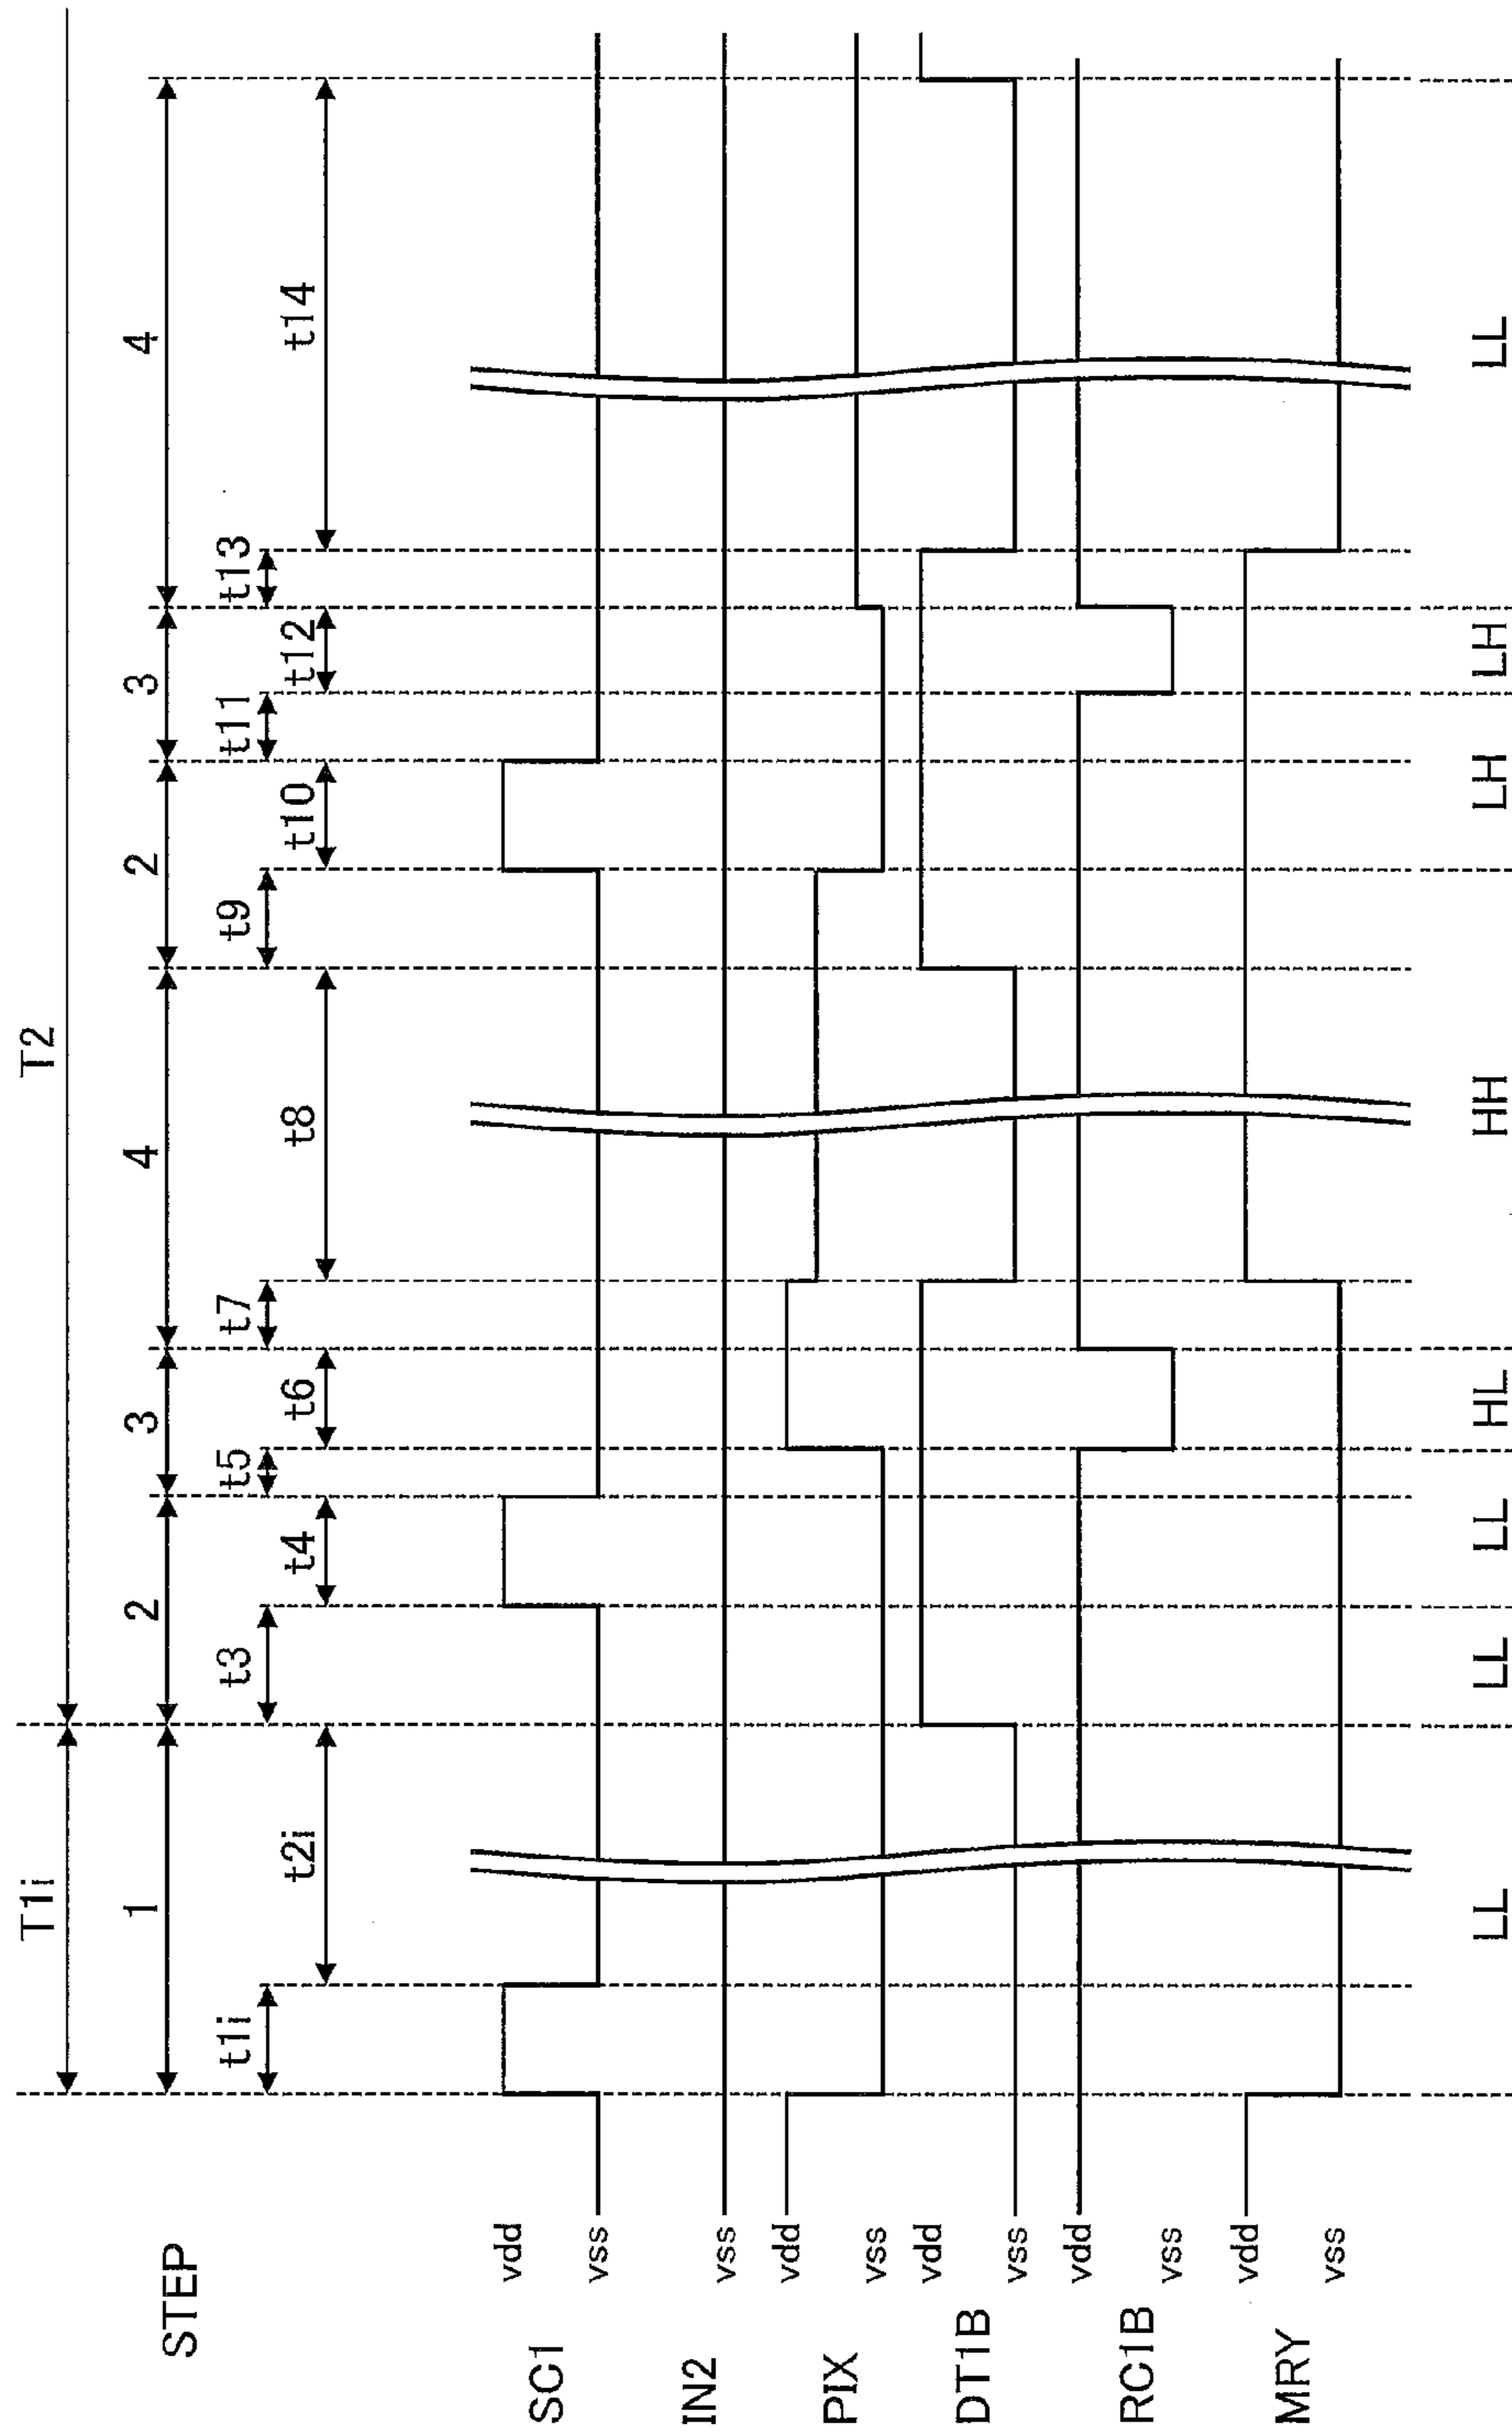 T1i T2
STEP 1 2 3 4 2 3 4
t1i t3 t5 t7 t9 t11 t13
t2i t4 t6 t8 t10 t12 t14
SC1 vdd vss
IN2 vss
PIX vdd vss
DT1B vdd vss
RC1B vdd vss
MRY vdd vss
LL LL LL HL HH LH LH LL